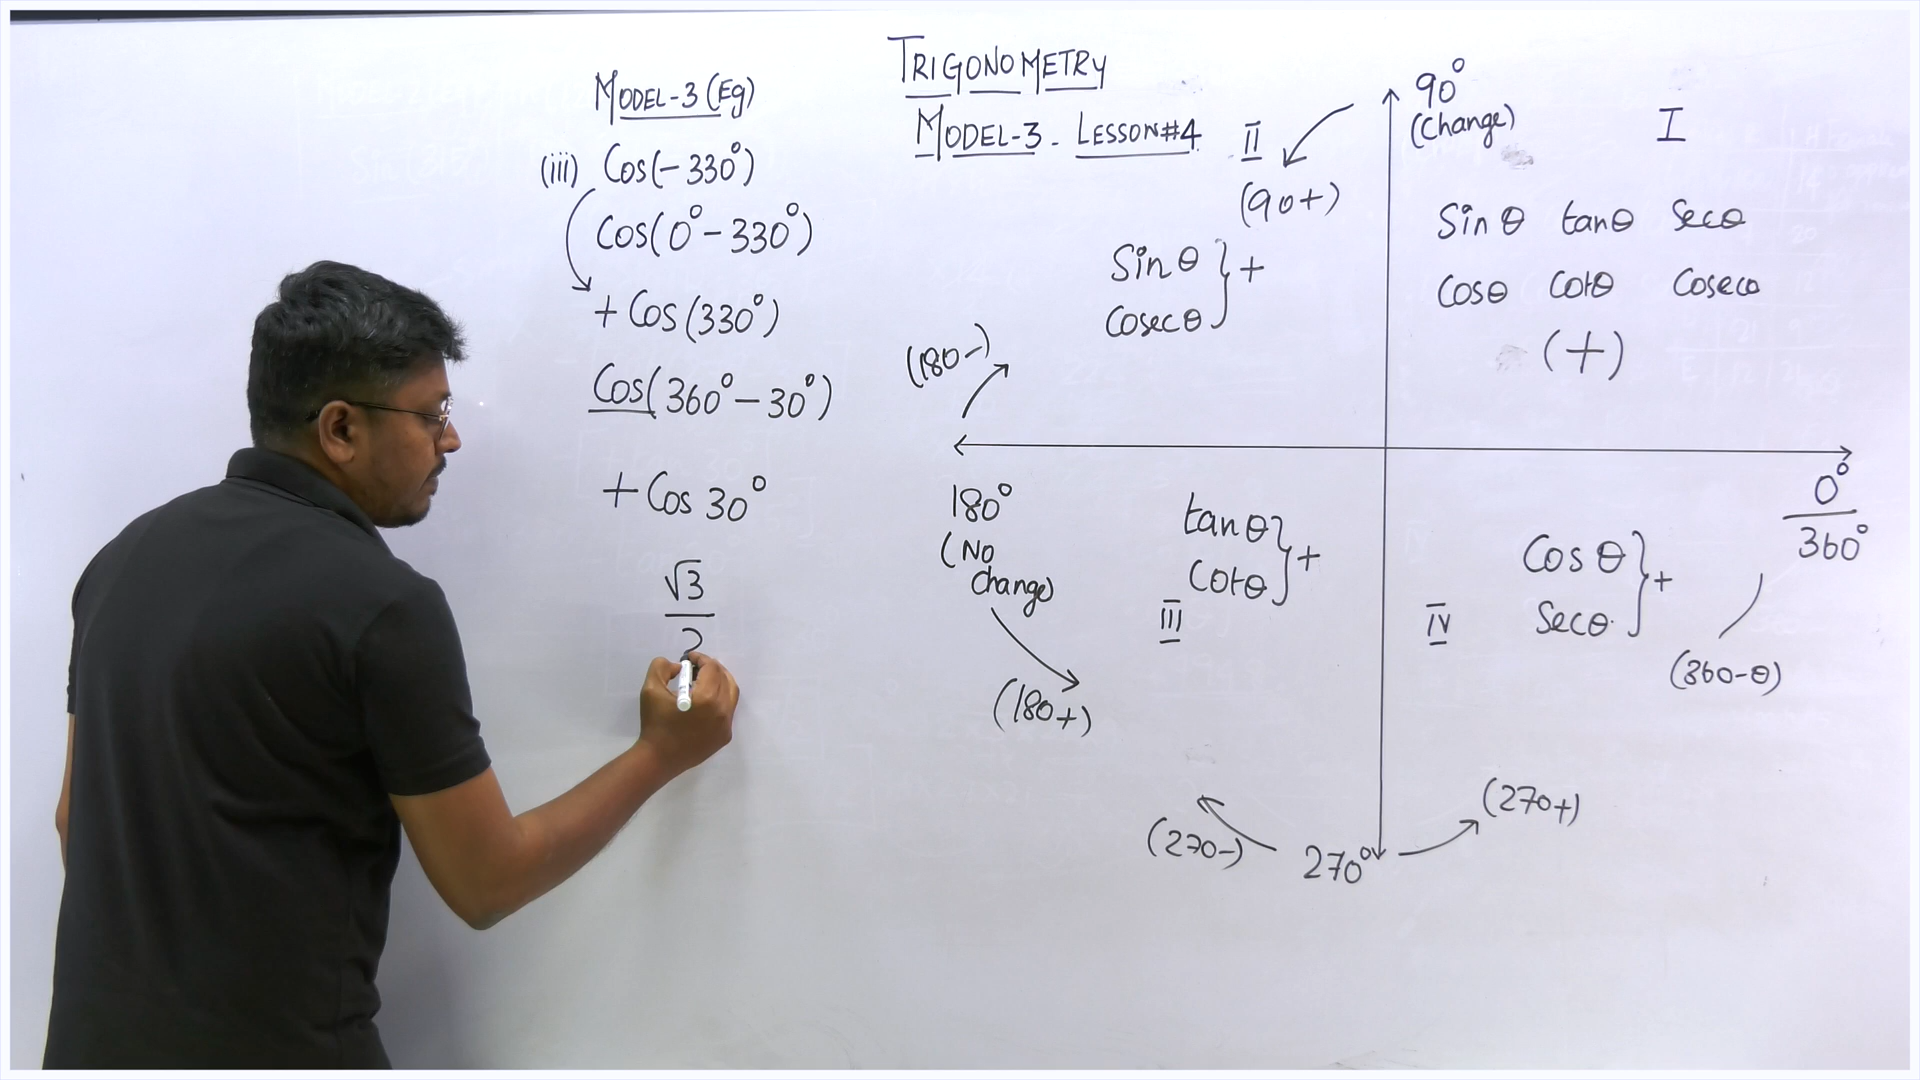 TRIGONOMETRY
MODEL-3 - LESSON#4
MODEL-3 (Eg)
(iii) Cos(-330°)
Cos(0°-330°)
+ Cos(330°)
Cos(360°-30°)
+ Cos 30°
√3
2
90°
(Change)
I
Sin θ tan θ Sec θ
Cos θ Cot θ Cosec θ
(+)
II
(90+)
Sin θ
Cosec θ } +
(180-)
180°
(No
change)
(180+)
tan θ
Cot θ } +
III
0°
360°
Cos θ
Sec θ } +
IV
(360-θ)
(270-)
270°
(270+)